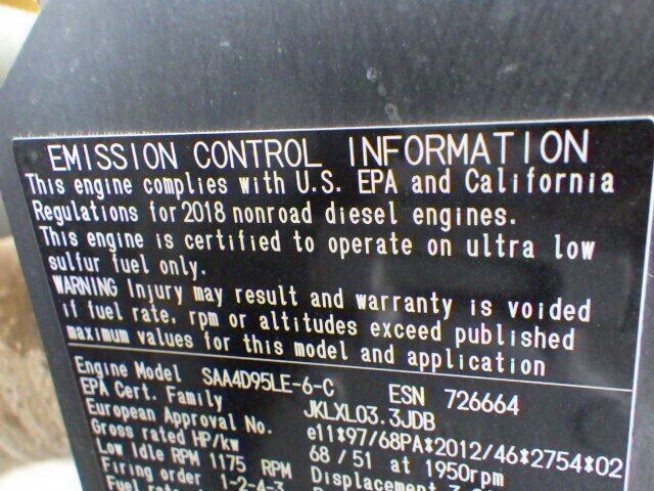 EMISSION CONTROL INFORMATION
This engine complies with U.S. EPA and California
Regulations for 2018 nonroad diesel engines.
This engine is certified to operate on ultra low
sulfur fuel only.
WARNING Injury may result and warranty is voided
if fuel rate, rpm or altitudes exceed published
maximum values for this model and application
Engine Model SAA4D95LE-6-C ESN 726664
EPA Cert. Family JKLXL03.3JDB
European Approval No. e11*97/68PA*2012/46*2754*02
Gross rated HP/kw 68/51 at 1950rpm
Low Idle RPM 1175 RPM Displacement
Firing order 1-2-4-3
Fuel rate